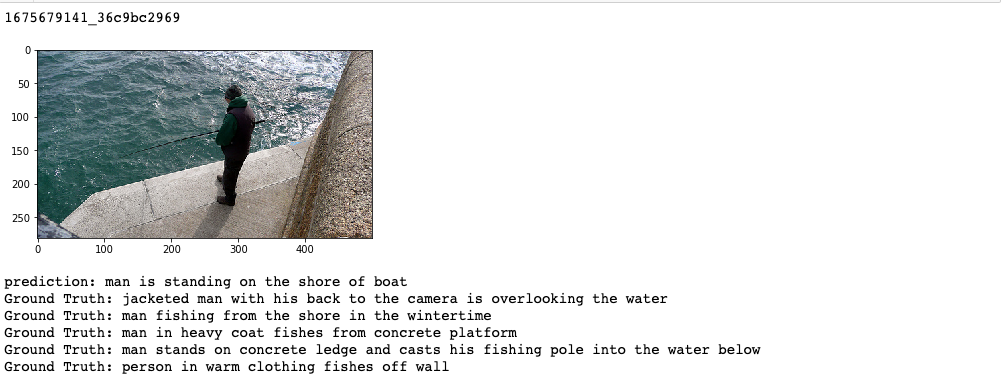 1675679141_36c9bc2969
0
50
100
150
200
250
0 100 200 300 400
prediction: man is standing on the shore of boat
Ground Truth: jacketed man with his back to the camera is overlooking the water
Ground Truth: man fishing from the shore in the wintertime
Ground Truth: man in heavy coat fishes from concrete platform
Ground Truth: man stands on concrete ledge and casts his fishing pole into the water below
Ground Truth: person in warm clothing fishes off wall